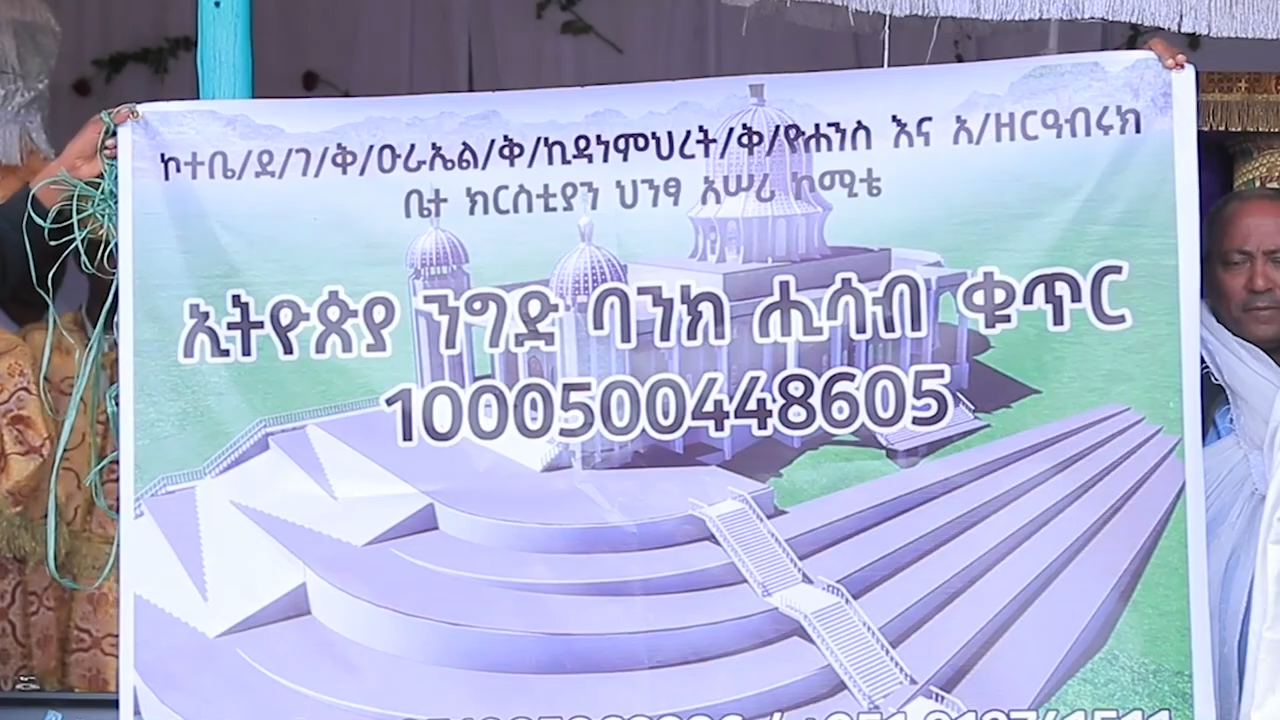 ኮተቤ/ደ/ገ/ቅ/ዑራኤል/ቅ/ኪዳነምህረት/ቅ/ዮሐንስ እና አ/ዘርዓብሩክ
ቤተ ክርስቲያን ህንፃ አሠሪ ኮሚቴ
ኢትዮጵያ ንግድ ባንክ ሒሳብ ቁጥር
1000500448605